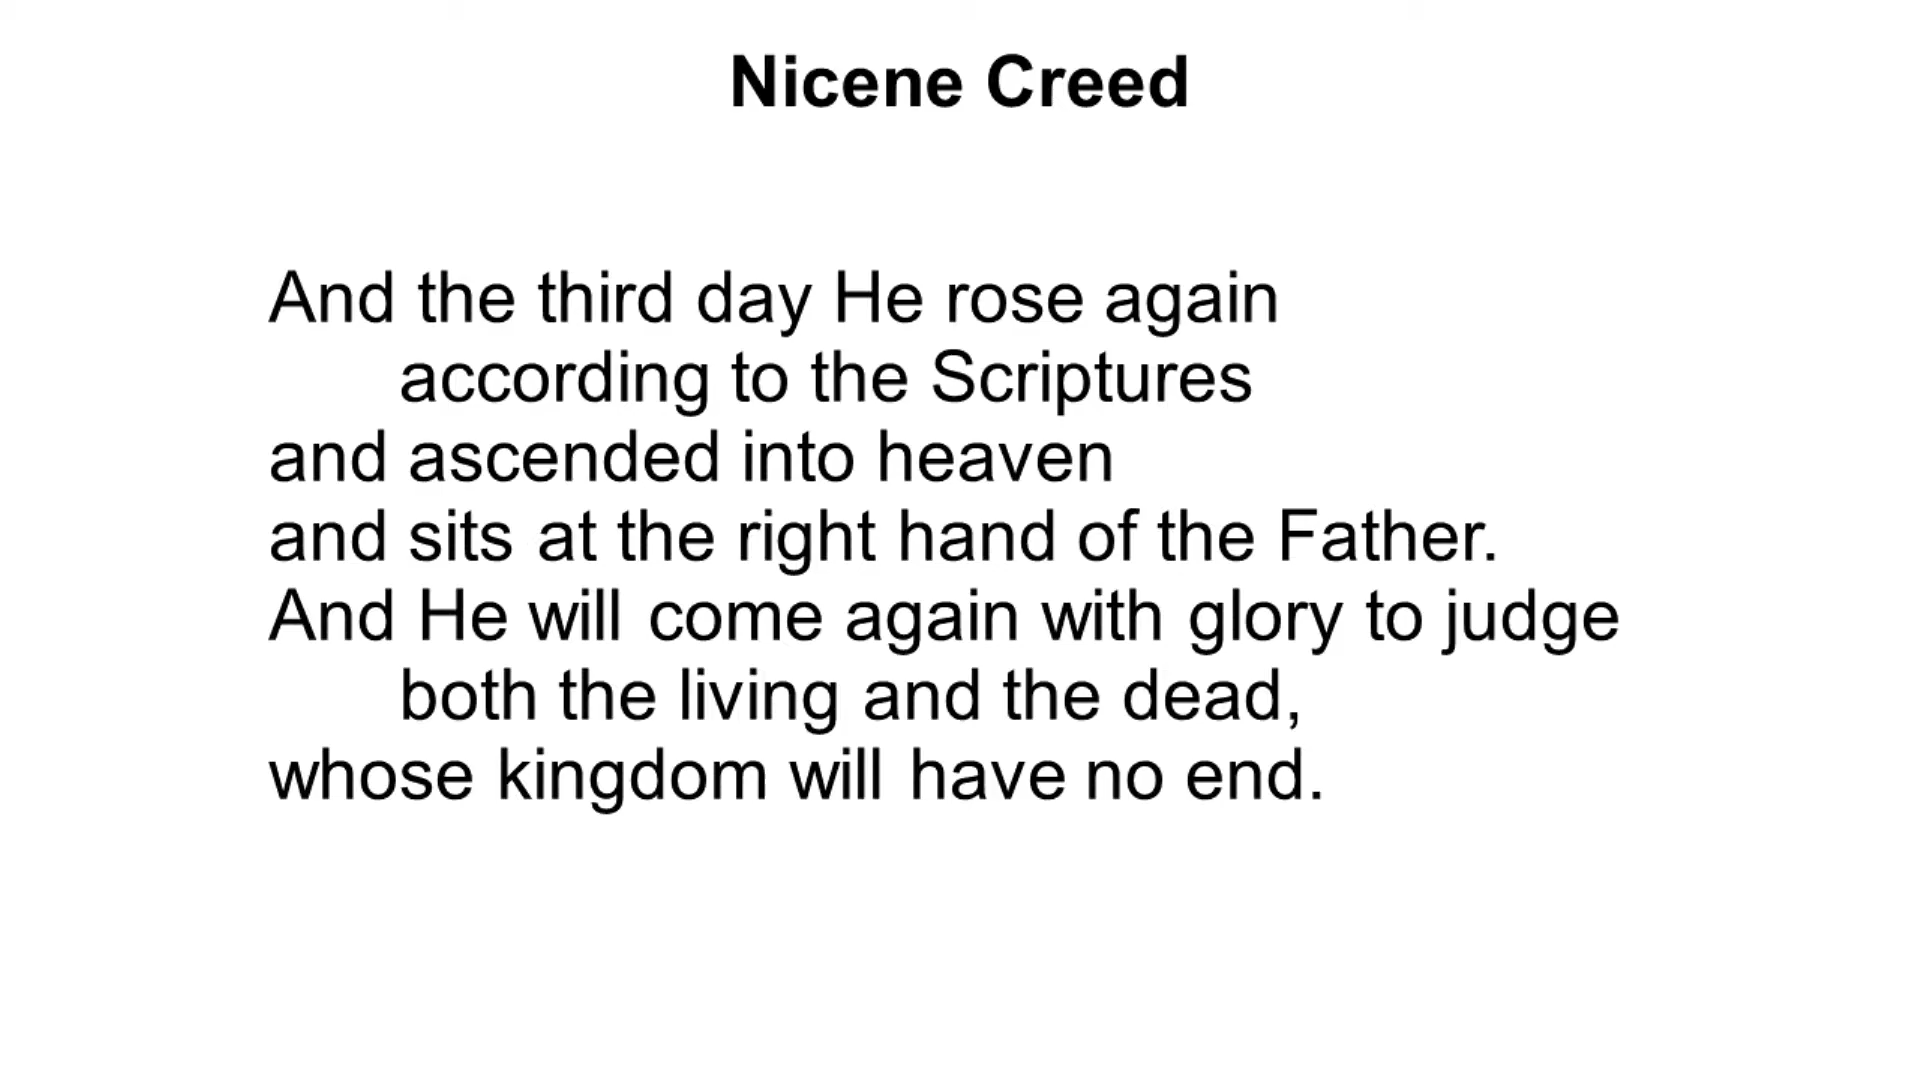 Nicene Creed
And the third day He rose again
according to the Scriptures
and ascended into heaven
and sits at the right hand of the Father.
And He will come again with glory to judge
both the living and the dead,
whose kingdom will have no end.